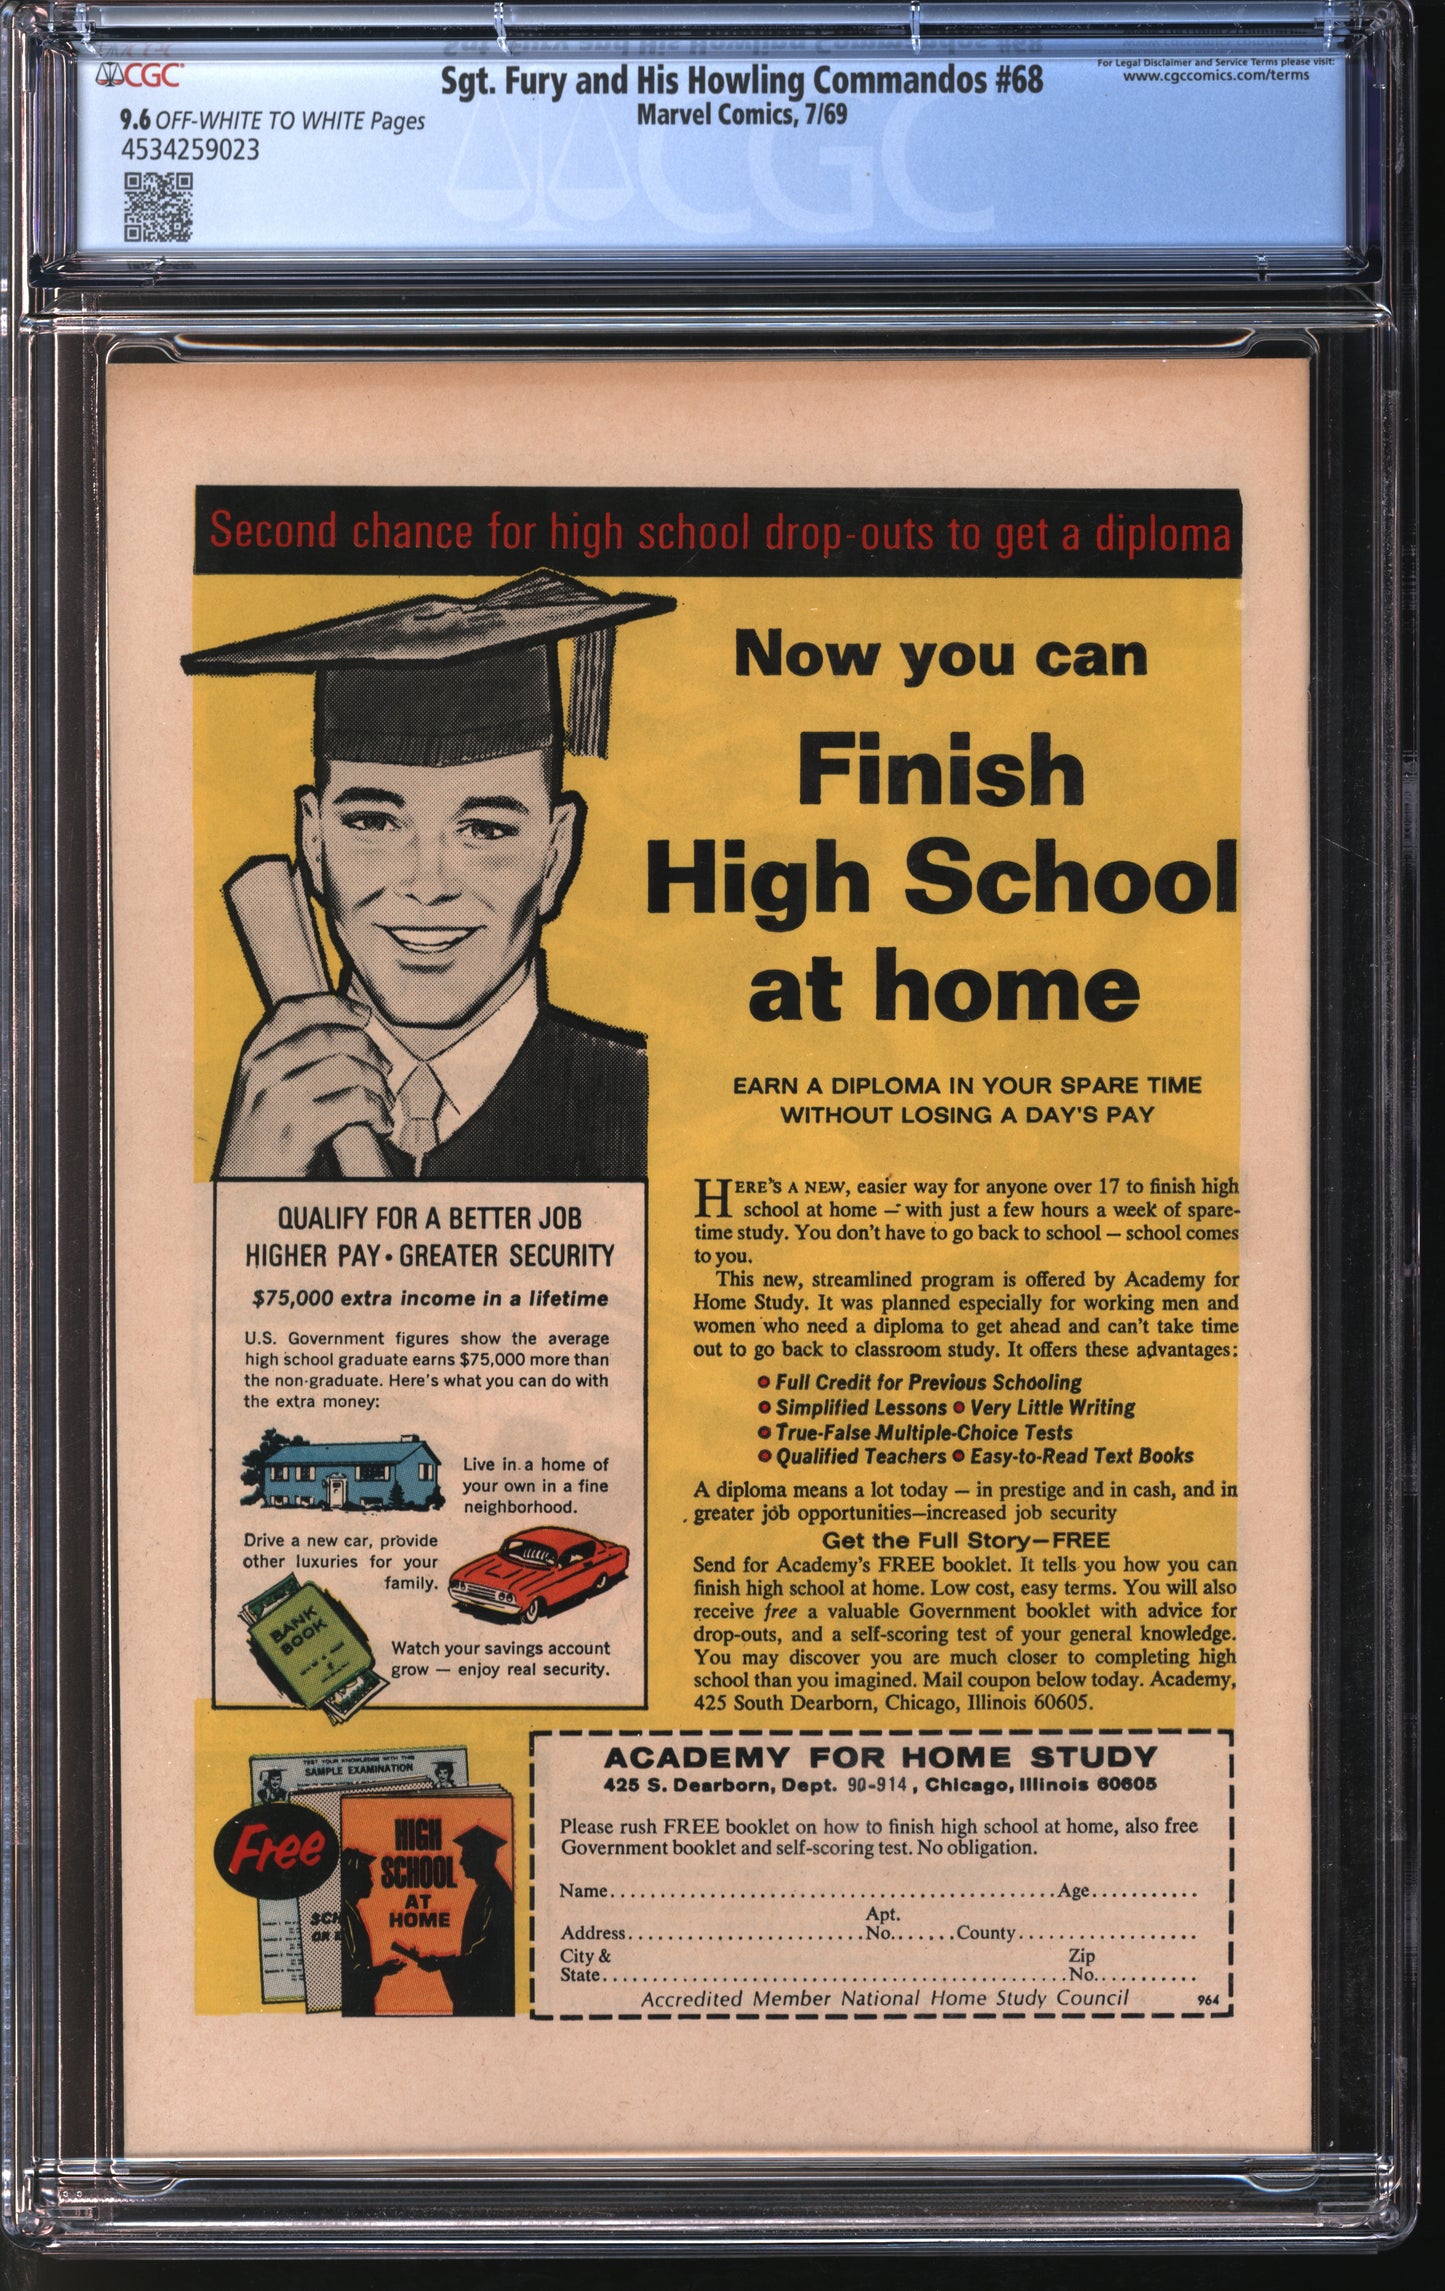 CGC
9.6 OFF-WHITE TO WHITE Pages
4534259023
Sgt. Fury and His Howling Commandos #68
Marvel Comics, 7/69
For Legal Disclaimer and Service Terms please visit:
www.cgccomics.com/terms
CGC
Second chance for high school drop-outs to get a diploma
Now you can
Finish
High School
at home
EARN A DIPLOMA IN YOUR SPARE TIME
WITHOUT LOSING A DAY'S PAY
QUALIFY FOR A BETTER JOB
HIGHER PAY • GREATER SECURITY
$75,000 extra income in a lifetime
U.S. Government figures show the average
high school graduate earns $75,000 more than
the non-graduate. Here's what you can do with
the extra money:
Live in a home of
your own in a fine
neighborhood.
Drive a new car, provide
other luxuries for your
family.
BANK
BOOK
Watch your savings account
grow — enjoy real security.
HERE'S A NEW, easier way for anyone over 17 to finish high
school at home — with just a few hours a week of spare-
time study. You don't have to go back to school — school comes
to you.
This new, streamlined program is offered by Academy for
Home Study. It was planned especially for working men and
women who need a diploma to get ahead and can't take time
out to go back to classroom study. It offers these advantages:
• Full Credit for Previous Schooling
• Simplified Lessons • Very Little Writing
• True-False Multiple-Choice Tests
• Qualified Teachers • Easy-to-Read Text Books
A diploma means a lot today — in prestige and in cash, and in
greater job opportunities—increased job security
Get the Full Story—FREE
Send for Academy's FREE booklet. It tells you how you can
finish high school at home. Low cost, easy terms. You will also
receive free a valuable Government booklet with advice for
drop-outs, and a self-scoring test of your general knowledge.
You may discover you are much closer to completing high
school than you imagined. Mail coupon below today. Academy,
425 South Dearborn, Chicago, Illinois 60605.
TEST YOUR KNOWLEDGE WITH THIS
SAMPLE EXAMINATION
Free
HIGH
SCHOOL
AT
HOME
ACADEMY FOR HOME STUDY
425 S. Dearborn, Dept. 90-914, Chicago, Illinois 60605
Please rush FREE booklet on how to finish high school at home, also free
Government booklet and self-scoring test. No obligation.
Name............................................Age...........
Apt.
Address.......................No.......County..................
City & Zip
State..............................................No...........
Accredited Member National Home Study Council 964